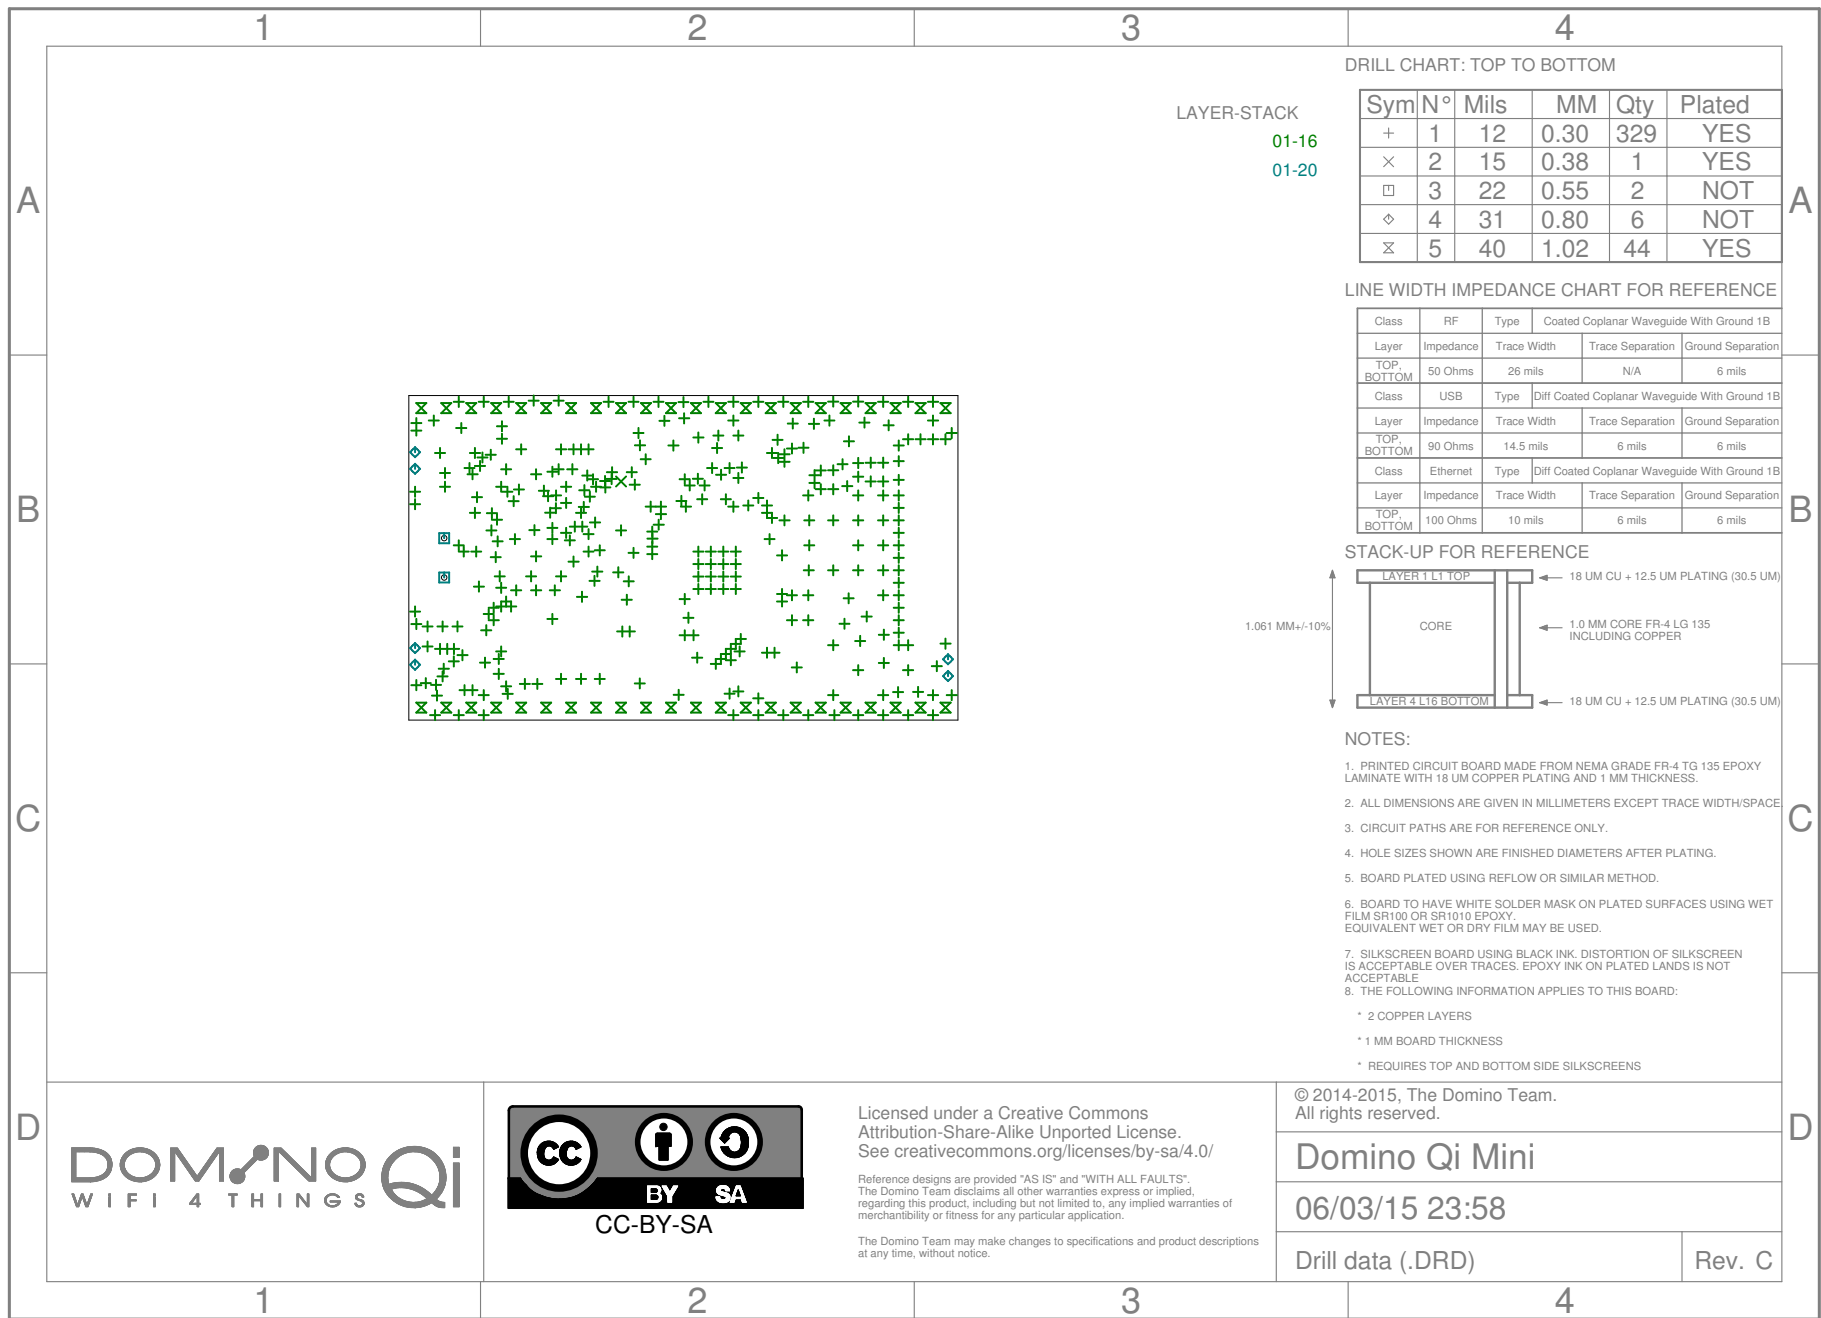 1 2 3 4
A
B
C
D
A
B
C
D
DRILL CHART: TOP TO BOTTOM
Sym N° Mils MM Qty Plated
1 12 0.30 329 YES
2 15 0.38 1 YES
3 22 0.55 2 NOT
4 31 0.80 6 NOT
5 40 1.02 44 YES
LAYER-STACK
01-16
01-20
LINE WIDTH IMPEDANCE CHART FOR REFERENCE
Class RF Type Coated Coplanar Waveguide With Ground 1B
Layer Impedance Trace Width Trace Separation Ground Separation
TOP, BOTTOM 50 Ohms 26 mils N/A 6 mils
Class USB Type Diff Coated Coplanar Waveguide With Ground 1B
Layer Impedance Trace Width Trace Separation Ground Separation
TOP, BOTTOM 90 Ohms 14.5 mils 6 mils 6 mils
Class Ethernet Type Diff Coated Coplanar Waveguide With Ground 1B
Layer Impedance Trace Width Trace Separation Ground Separation
TOP, BOTTOM 100 Ohms 10 mils 6 mils 6 mils
STACK-UP FOR REFERENCE
LAYER 1 L1 TOP
18 UM CU + 12.5 UM PLATING (30.5 UM)
1.061 MM+/-10%
CORE
1.0 MM CORE FR-4 LG 135
INCLUDING COPPER
LAYER 4 L16 BOTTOM
18 UM CU + 12.5 UM PLATING (30.5 UM)
NOTES:
1. PRINTED CIRCUIT BOARD MADE FROM NEMA GRADE FR-4 TG 135 EPOXY
LAMINATE WITH 18 UM COPPER PLATING AND 1 MM THICKNESS.
2. ALL DIMENSIONS ARE GIVEN IN MILLIMETERS EXCEPT TRACE WIDTH/SPACE
3. CIRCUIT PATHS ARE FOR REFERENCE ONLY.
4. HOLE SIZES SHOWN ARE FINISHED DIAMETERS AFTER PLATING.
5. BOARD PLATED USING REFLOW OR SIMILAR METHOD.
6. BOARD TO HAVE WHITE SOLDER MASK ON PLATED SURFACES USING WET
FILM SR100 OR SR1010 EPOXY.
EQUIVALENT WET OR DRY FILM MAY BE USED.
7. SILKSCREEN BOARD USING BLACK INK. DISTORTION OF SILKSCREEN
IS ACCEPTABLE OVER TRACES. EPOXY INK ON PLATED LANDS IS NOT
ACCEPTABLE
8. THE FOLLOWING INFORMATION APPLIES TO THIS BOARD:
* 2 COPPER LAYERS
* 1 MM BOARD THICKNESS
* REQUIRES TOP AND BOTTOM SIDE SILKSCREENS
DOMINO Qi
WIFI 4 THINGS
cc
BY SA
CC-BY-SA
Licensed under a Creative Commons
Attribution-Share-Alike Unported License.
See creativecommons.org/licenses/by-sa/4.0/
Reference designs are provided "AS IS" and "WITH ALL FAULTS".
The Domino Team disclaims all other warranties express or implied,
regarding this product, including but not limited to, any implied warranties of
merchantibility or fitness for any particular application.
The Domino Team may make changes to specifications and product descriptions
at any time, without notice.
© 2014-2015, The Domino Team.
All rights reserved.
Domino Qi Mini
06/03/15 23:58
Drill data (.DRD) Rev. C
1 2 3 4